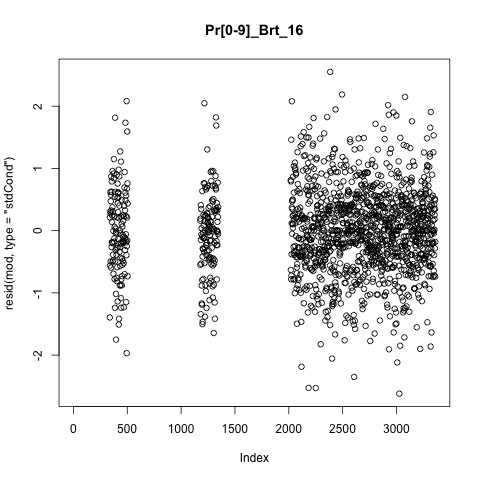 Pr[0-9]_Brt_16
resid(mod, type = "stdCond")
2
1
0
-1
-2
0 500 1000 1500 2000 2500 3000
Index